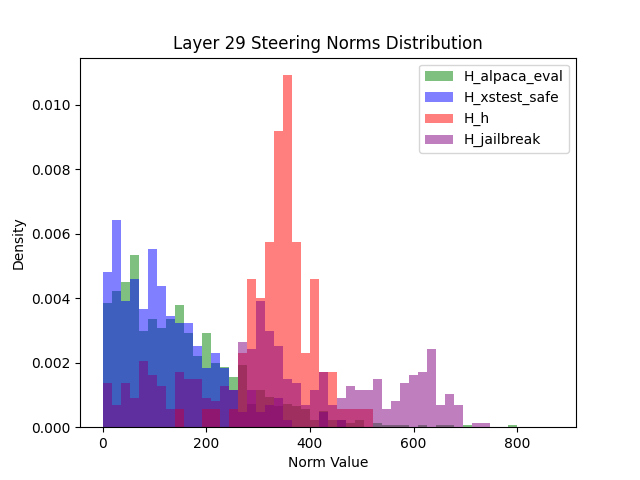 Layer 29 Steering Norms Distribution
H_alpaca_eval
H_xstest_safe
H_h
H_jailbreak
0.010
0.008
0.006
0.004
0.002
0.000
Density
0
200
400
600
800
Norm Value